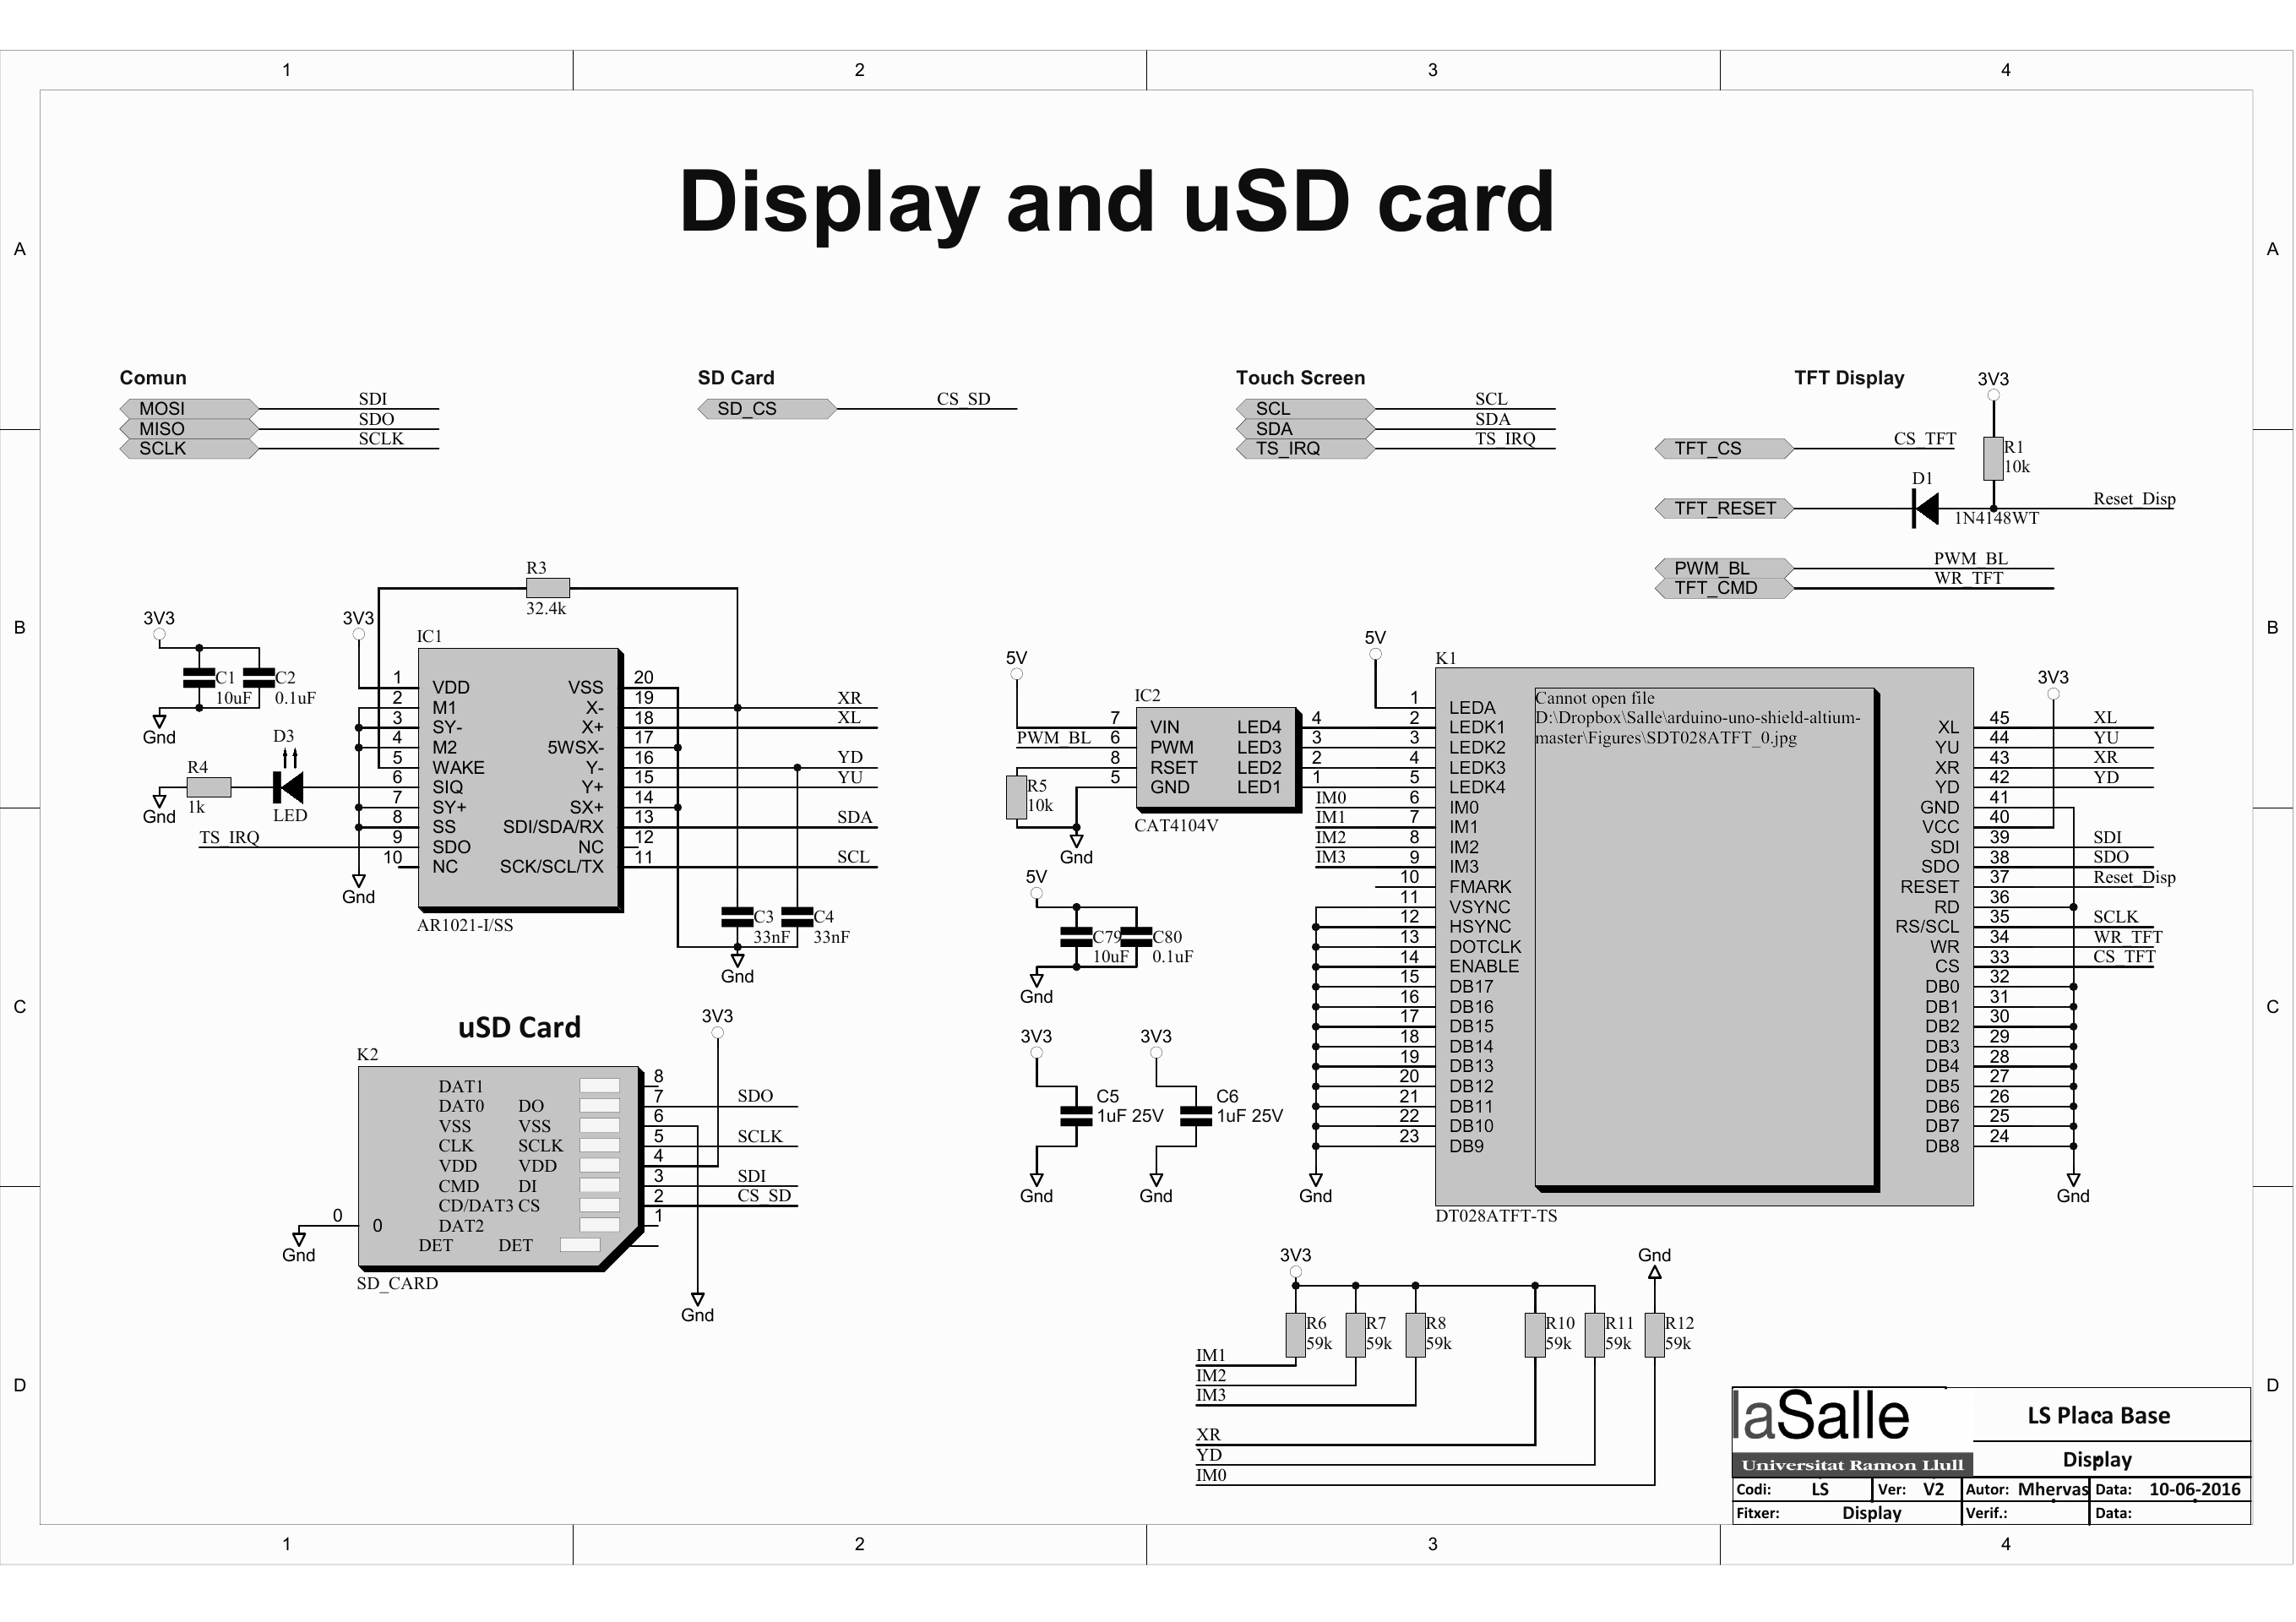 1 2 3 4
A A
B B
C C
D D
Display and uSD card
Comun
MOSI SDI
MISO SDO
SCLK SCLK
SD Card
SD_CS CS_SD
Touch Screen
SCL SCL
SDA SDA
TS_IRQ TS_IRQ
TFT Display
3V3
TFT_CS CS_TFT
R1
10k
D1
TFT_RESET Reset_Disp
1N4148WT
PWM_BL PWM_BL
TFT_CMD WR_TFT
R3
32.4k
3V3 3V3
IC1
C1 C2
10uF 0.1uF
Gnd
D3
R4
1k
LED
Gnd
TS_IRQ
Gnd
1 VDD VSS 20
2 M1 X- 19 XR
3 SY- X+ 18 XL
4 M2 5WSX- 17
5 WAKE Y- 16 YD
6 SIQ Y+ 15 YU
7 SY+ SX+ 14
8 SS SDI/SDA/RX 13 SDA
9 SDO NC 12
10 NC SCK/SCL/TX 11 SCL
AR1021-I/SS
C3 C4
33nF 33nF
Gnd
uSD Card
3V3
K2
DAT1 8
DAT0 DO 7 SDO
VSS VSS 6
CLK SCLK 5 SCLK
VDD VDD 4
CMD DI 3 SDI
CD/DAT3 CS 2 CS_SD
DAT2 1
DET DET
0 0
Gnd
SD_CARD
Gnd
5V
IC2
7 VIN LED4 4
PWM_BL 6 PWM LED3 3
8 RSET LED2 2
5 GND LED1 1
R5
10k
CAT4104V
Gnd
5V
C79 C80
10uF 0.1uF
Gnd
3V3 3V3
C5 C6
1uF 25V 1uF 25V
Gnd Gnd
5V
K1
Cannot open file
D:\Dropbox\Salle\arduino-uno-shield-altium-
master\Figures\SDT028ATFT_0.jpg
1 LEDA
2 LEDK1
3 LEDK2
4 LEDK3
5 LEDK4
IM0 6 IM0
IM1 7 IM1
IM2 8 IM2
IM3 9 IM3
10 FMARK
11 VSYNC
12 HSYNC
13 DOTCLK
14 ENABLE
15 DB17
16 DB16
17 DB15
18 DB14
19 DB13
20 DB12
21 DB11
22 DB10
23 DB9
Gnd
3V3
XL 45 XL
YU 44 YU
XR 43 XR
YD 42 YD
GND 41
VCC 40
SDI 39 SDI
SDO 38 SDO
RESET 37 Reset_Disp
RD 36
RS/SCL 35 SCLK
WR 34 WR_TFT
CS 33 CS_TFT
DB0 32
DB1 31
DB2 30
DB3 29
DB4 28
DB5 27
DB6 26
DB7 25
DB8 24
Gnd
DT028ATFT-TS
3V3 Gnd
R6 R7 R8 R10 R11 R12
59k 59k 59k 59k 59k 59k
IM1
IM2
IM3
XR
YD
IM0
laSalle
Universitat Ramon Llull
LS Placa Base
Display
Codi: LS Ver: V2 Autor: Mhervas Data: 10-06-2016
Fitxer: Display Verif.: Data:
1 2 3 4